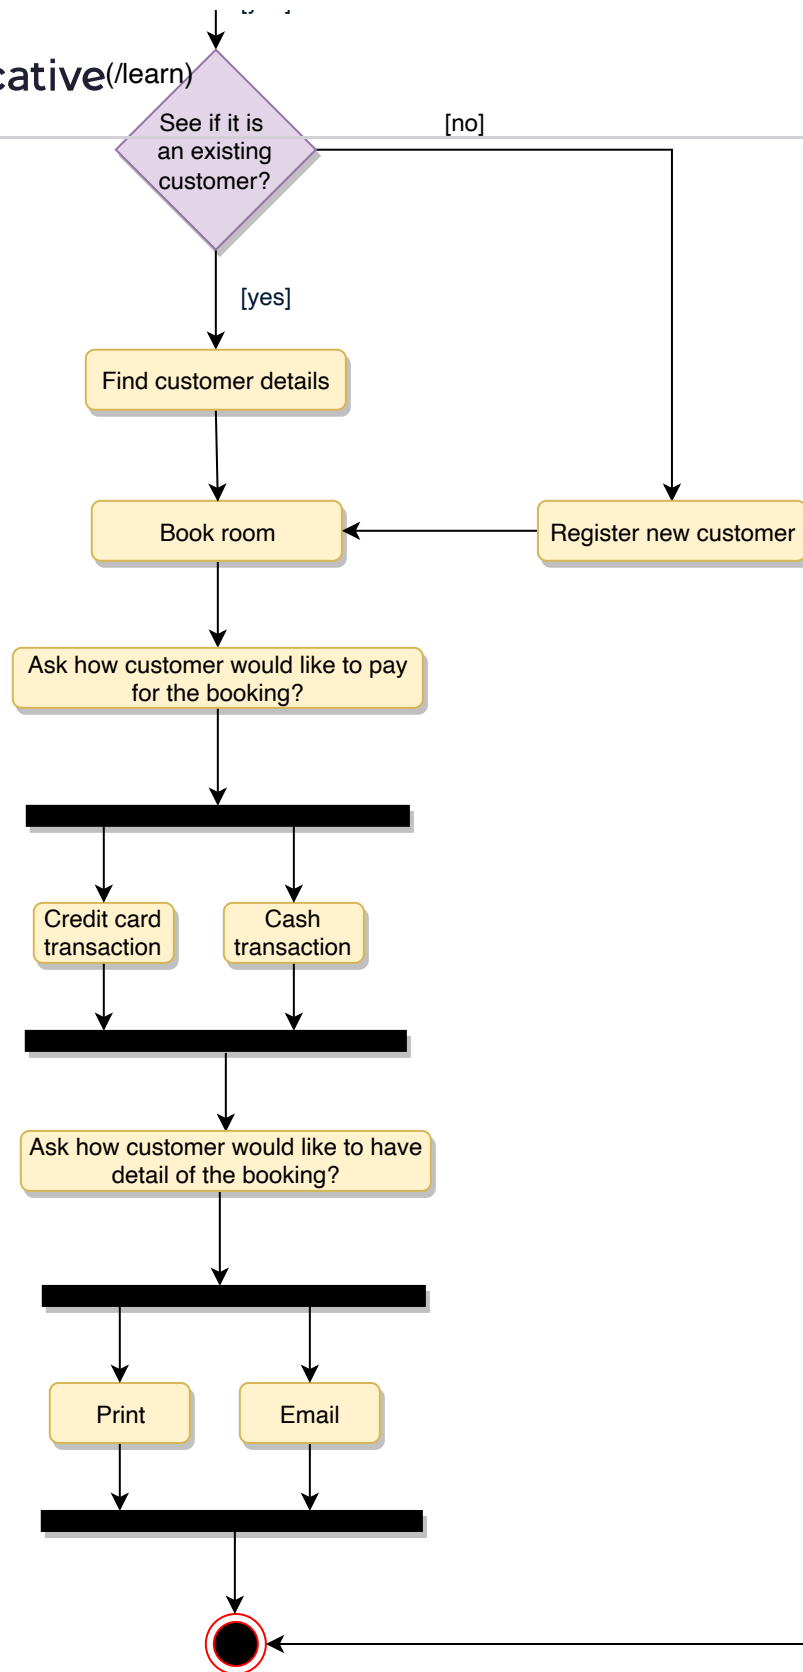 cative(/learn)
See if it is
an existing
customer?
[no]
[yes]
Find customer details
Book room
Register new customer
Ask how customer would like to pay
for the booking?
Credit card
transaction
Cash
transaction
Ask how customer would like to have
detail of the booking?
Print
Email